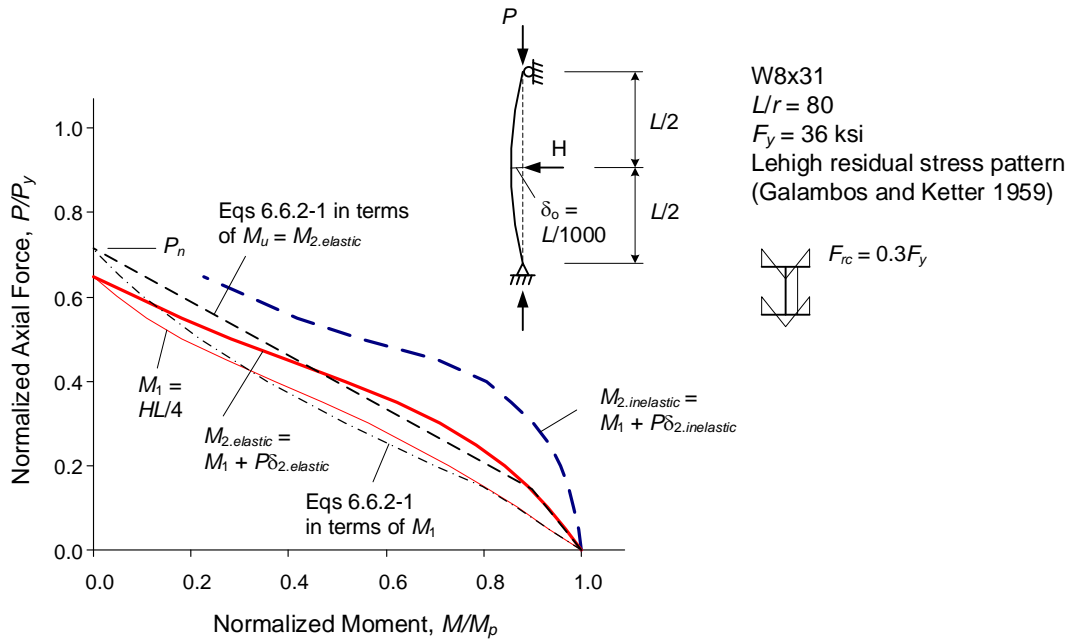 P
W8x31
L/r = 80
F_y = 36 ksi
Lehigh residual stress pattern
(Galambos and Ketter 1959)
L/2
H
L/2
δ_o =
L/1000
F_rc = 0.3F_y
Normalized Axial Force, P/P_y
1.0
0.8
0.6
0.4
0.2
0.0
P_n
Eqs 6.6.2-1 in terms
of M_u = M_2.elastic
M_1 =
HL/4
M_2.elastic =
M_1 + Pδ_2.elastic
Eqs 6.6.2-1
in terms of M_1
M_2.inelastic =
M_1 + Pδ_2.inelastic
0.0 0.2 0.4 0.6 0.8 1.0
Normalized Moment, M/M_p